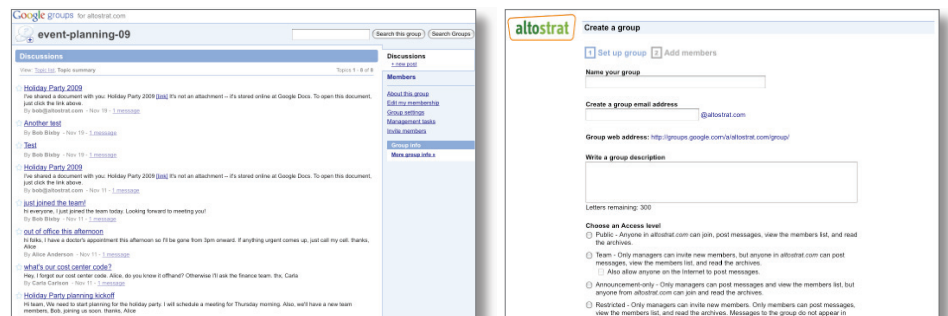 Google groups for altostrat.com
event-planning-09
Search this group
Search Groups
Discussions
View: Topic list, Topic summary
Topics 1 - 8 of 8
Holiday Party 2009
I've shared a document with you: Holiday Party 2009 [link] It's not an attachment -- it's stored online at Google Docs. To open this document,
just click the link above.
By bob@altostrat.com - Nov 19 - 1 message
Another test
By Bob Bixby - Nov 19 - 1 message
Test
By Bob Bixby - Nov 19 - 1 message
Holiday Party 2009
I've shared a document with you: Holiday Party 2009 [link] It's not an attachment -- it's stored online at Google Docs. To open this document,
just click the link above.
By bob@altostrat.com - Nov 11 - 1 message
just joined the team!
hi everyone, I just joined the team today. Looking forward to meeting you!
By Bob Bixby - Nov 11 - 1 message
out of office this afternoon
hi folks, I have a doctor's appointment this afternoon so I'll be gone from 3pm onward. If anything urgent comes up, just call my cell. thanks,
Alice
By Alice Anderson - Nov 11 - 1 message
what's our cost center code?
Hey, I forgot our cost center code. Alice, do you know it offhand? Otherwise I'll ask the finance team. thx, Carla
By Carla Carlson - Nov 11 - 1 message
Holiday Party planning kickoff
Hi team, We need to start planning for the holiday party. I will schedule a meeting for Thursday morning. Also, we'll have a new team
members, Bob, joining us soon. thanks, Alice
Discussions
+ new post
Members
About this group
Edit my membership
Group settings
Management tasks
Invite members
Group info
More group info »
altostrat
Create a group
1 Set up group 2 Add members
Name your group
Create a group email address
@altostrat.com
Group web address: http://groups.google.com/a/altostrat.com/group/
Write a group description
Letters remaining: 300
Choose an Access level
Public - Anyone in altostrat.com can join, post messages, view the members list, and read
the archives.
Team - Only managers can invite new members, but anyone in altostrat.com can post
messages, view the members list, and read the archives.
Also allow anyone on the Internet to post messages.
Announcement-only - Only managers can post messages and view the members list, but
anyone from altostrat.com can join and read the archives.
Restricted - Only managers can invite new members. Only members can post messages,
view the members list, and read the archives. Messages to the group do not appear in